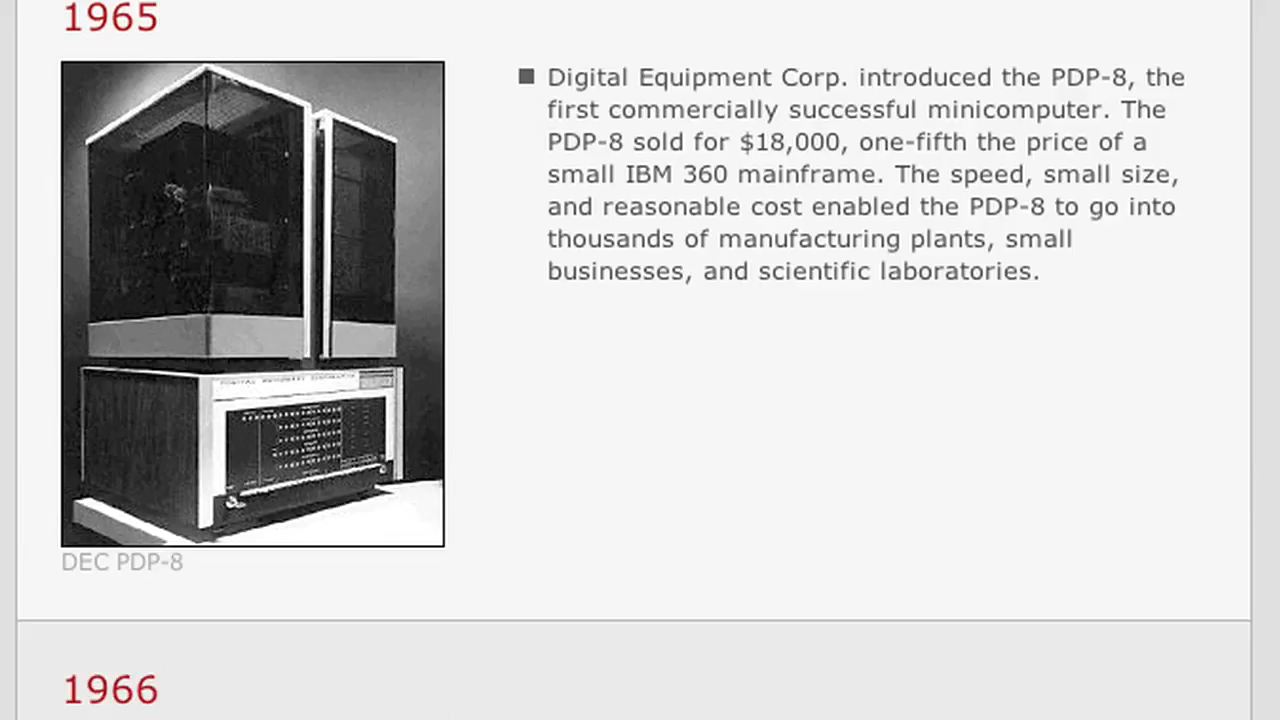 1965
■ Digital Equipment Corp. introduced the PDP-8, the
first commercially successful minicomputer. The
PDP-8 sold for $18,000, one-fifth the price of a
small IBM 360 mainframe. The speed, small size,
and reasonable cost enabled the PDP-8 to go into
thousands of manufacturing plants, small
businesses, and scientific laboratories.
DEC PDP-8
1966